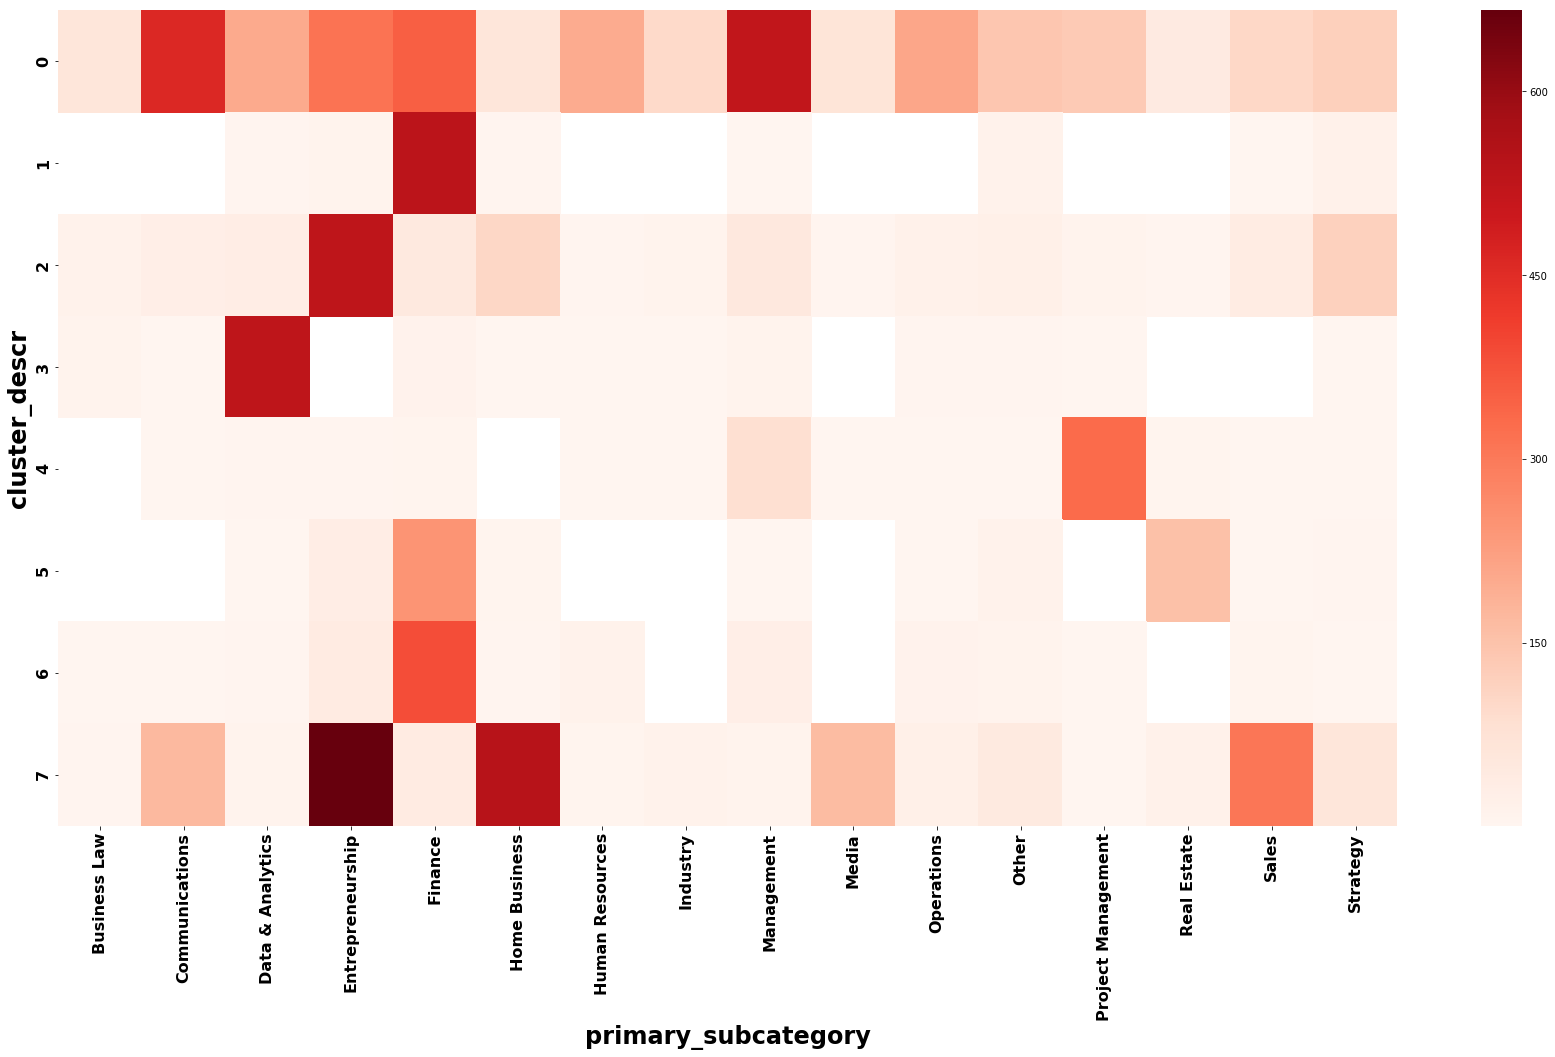 cluster_descr
0
1
2
3
4
5
6
7
Business Law
Communications
Data & Analytics
Entrepreneurship
Finance
Home Business
Human Resources
Industry
Management
Media
Operations
Other
Project Management
Real Estate
Sales
Strategy
primary_subcategory
600
450
300
150